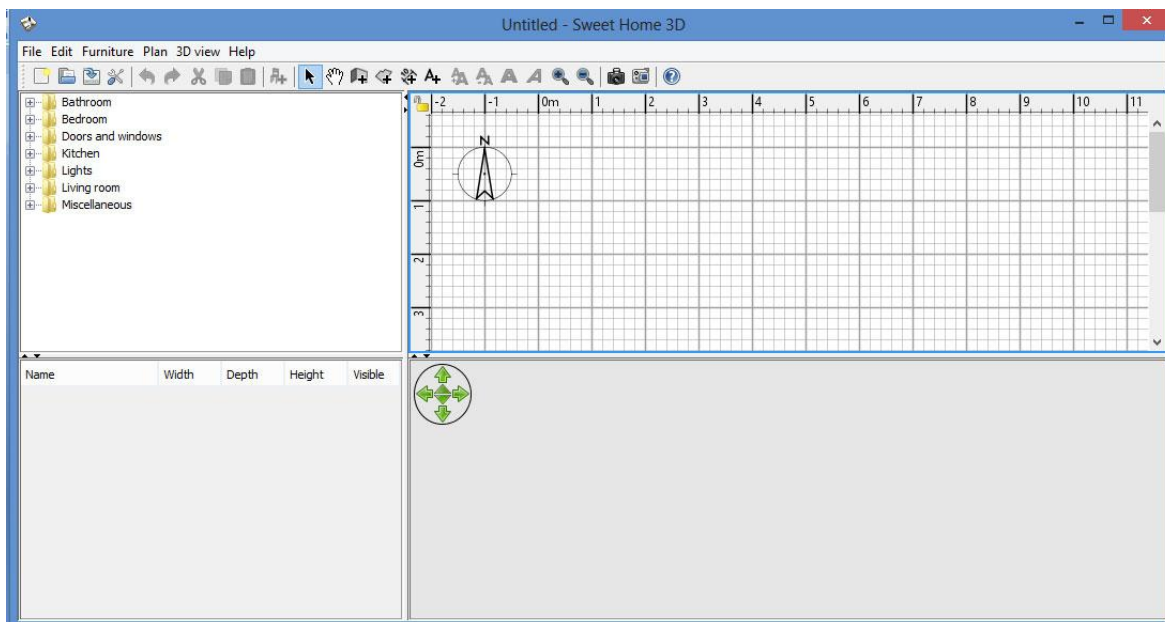 Untitled - Sweet Home 3D
File Edit Furniture Plan 3D view Help
Bathroom
Bedroom
Doors and windows
Kitchen
Lights
Living room
Miscellaneous
-2 -1 0m 1 2 3 4 5 6 7 8 9 10 11
N
0m
1
2
3
Name Width Depth Height Visible